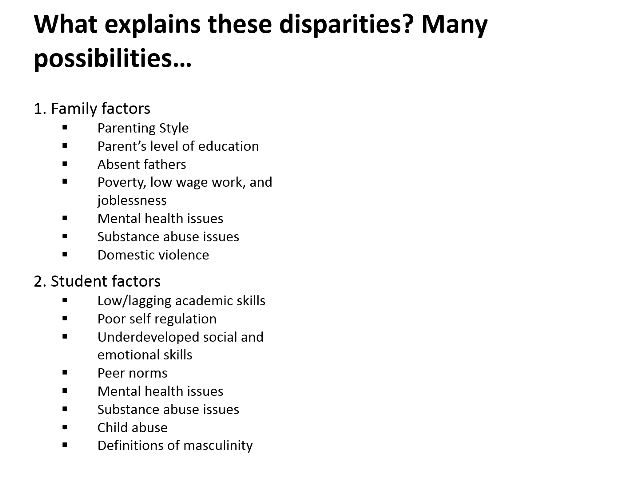 What explains these disparities? Many
possibilities…
1. Family factors
▪ Parenting Style
▪ Parent's level of education
▪ Absent fathers
▪ Poverty, low wage work, and
joblessness
▪ Mental health issues
▪ Substance abuse issues
▪ Domestic violence
2. Student factors
▪ Low/lagging academic skills
▪ Poor self regulation
▪ Underdeveloped social and
emotional skills
▪ Peer norms
▪ Mental health issues
▪ Substance abuse issues
▪ Child abuse
▪ Definitions of masculinity